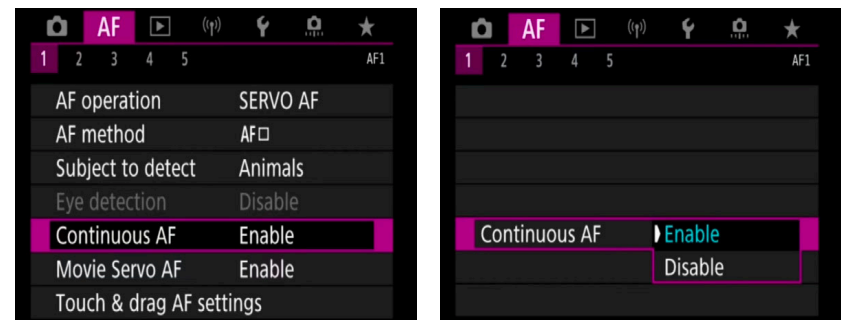 AF
1 2 3 4 5 AF1
AF operation SERVO AF
AF method AF
Subject to detect Animals
Eye detection Disable
Continuous AF Enable
Movie Servo AF Enable
Touch & drag AF settings
AF
1 2 3 4 5 AF1
Continuous AF Enable
Disable